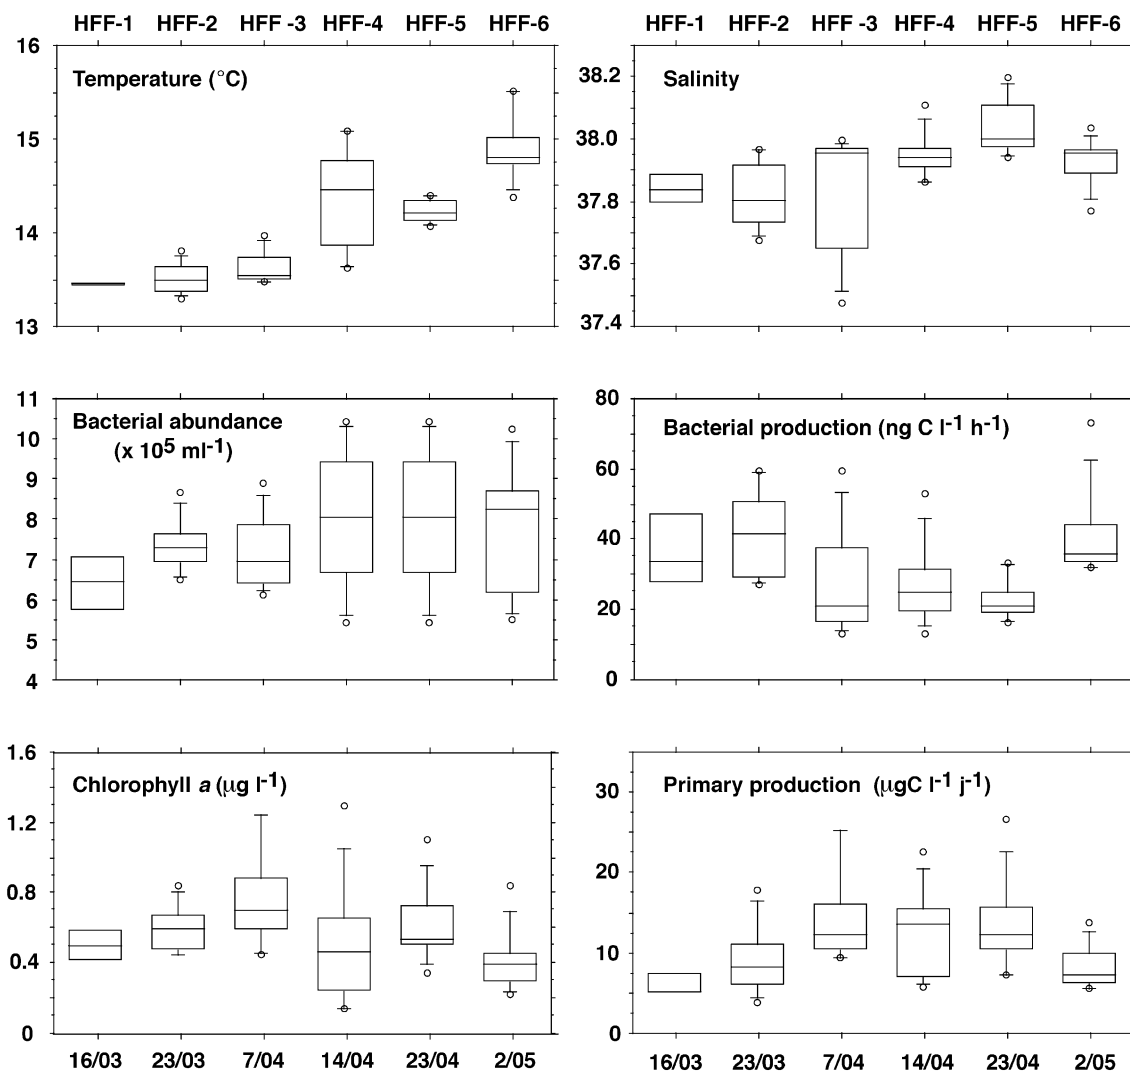 HFF-1 HFF-2 HFF -3 HFF-4 HFF-5 HFF-6
HFF-1 HFF-2 HFF -3 HFF-4 HFF-5 HFF-6
Temperature (°C)
16
15
14
13
Salinity
38.2
38.0
37.8
37.6
37.4
Bacterial abundance
(x 10⁵ ml⁻¹)
11
10
9
8
7
6
5
4
Bacterial production (ng C l⁻¹ h⁻¹)
80
60
40
20
0
Chlorophyll a (μg l⁻¹)
1.6
1.2
0.8
0.4
0
Primary production (μgC l⁻¹ j⁻¹)
30
20
10
0
16/03 23/03 7/04 14/04 23/04 2/05
16/03 23/03 7/04 14/04 23/04 2/05